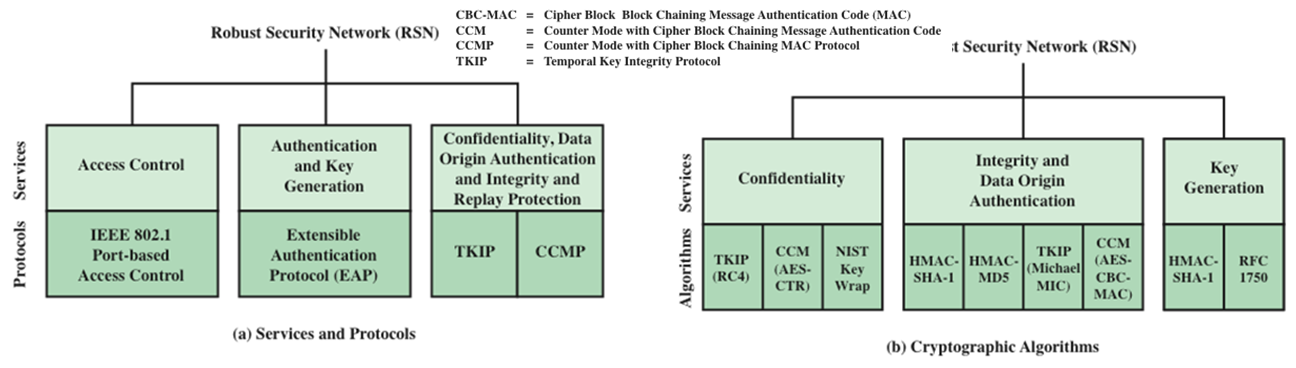 CBC-MAC = Cipher Block Block Chaining Message Authentication Code (MAC)
CCM = Counter Mode with Cipher Block Chaining Message Authentication Code
CCMP = Counter Mode with Cipher Block Chaining MAC Protocol
TKIP = Temporal Key Integrity Protocol
Robust Security Network (RSN)
Services
Access Control
Authentication
and Key
Generation
Confidentiality, Data
Origin Authentication
and Integrity and
Replay Protection
Protocols
IEEE 802.1
Port-based
Access Control
Extensible
Authentication
Protocol (EAP)
TKIP
CCMP
(a) Services and Protocols
t Security Network (RSN)
Services
Confidentiality
Integrity and
Data Origin
Authentication
Key
Generation
Algorithms
TKIP
(RC4)
CCM
(AES-
CTR)
NIST
Key
Wrap
HMAC-
SHA-1
HMAC-
MD5
TKIP
(Michael
MIC)
CCM
(AES-
CBC-
MAC)
HMAC-
SHA-1
RFC
1750
(b) Cryptographic Algorithms